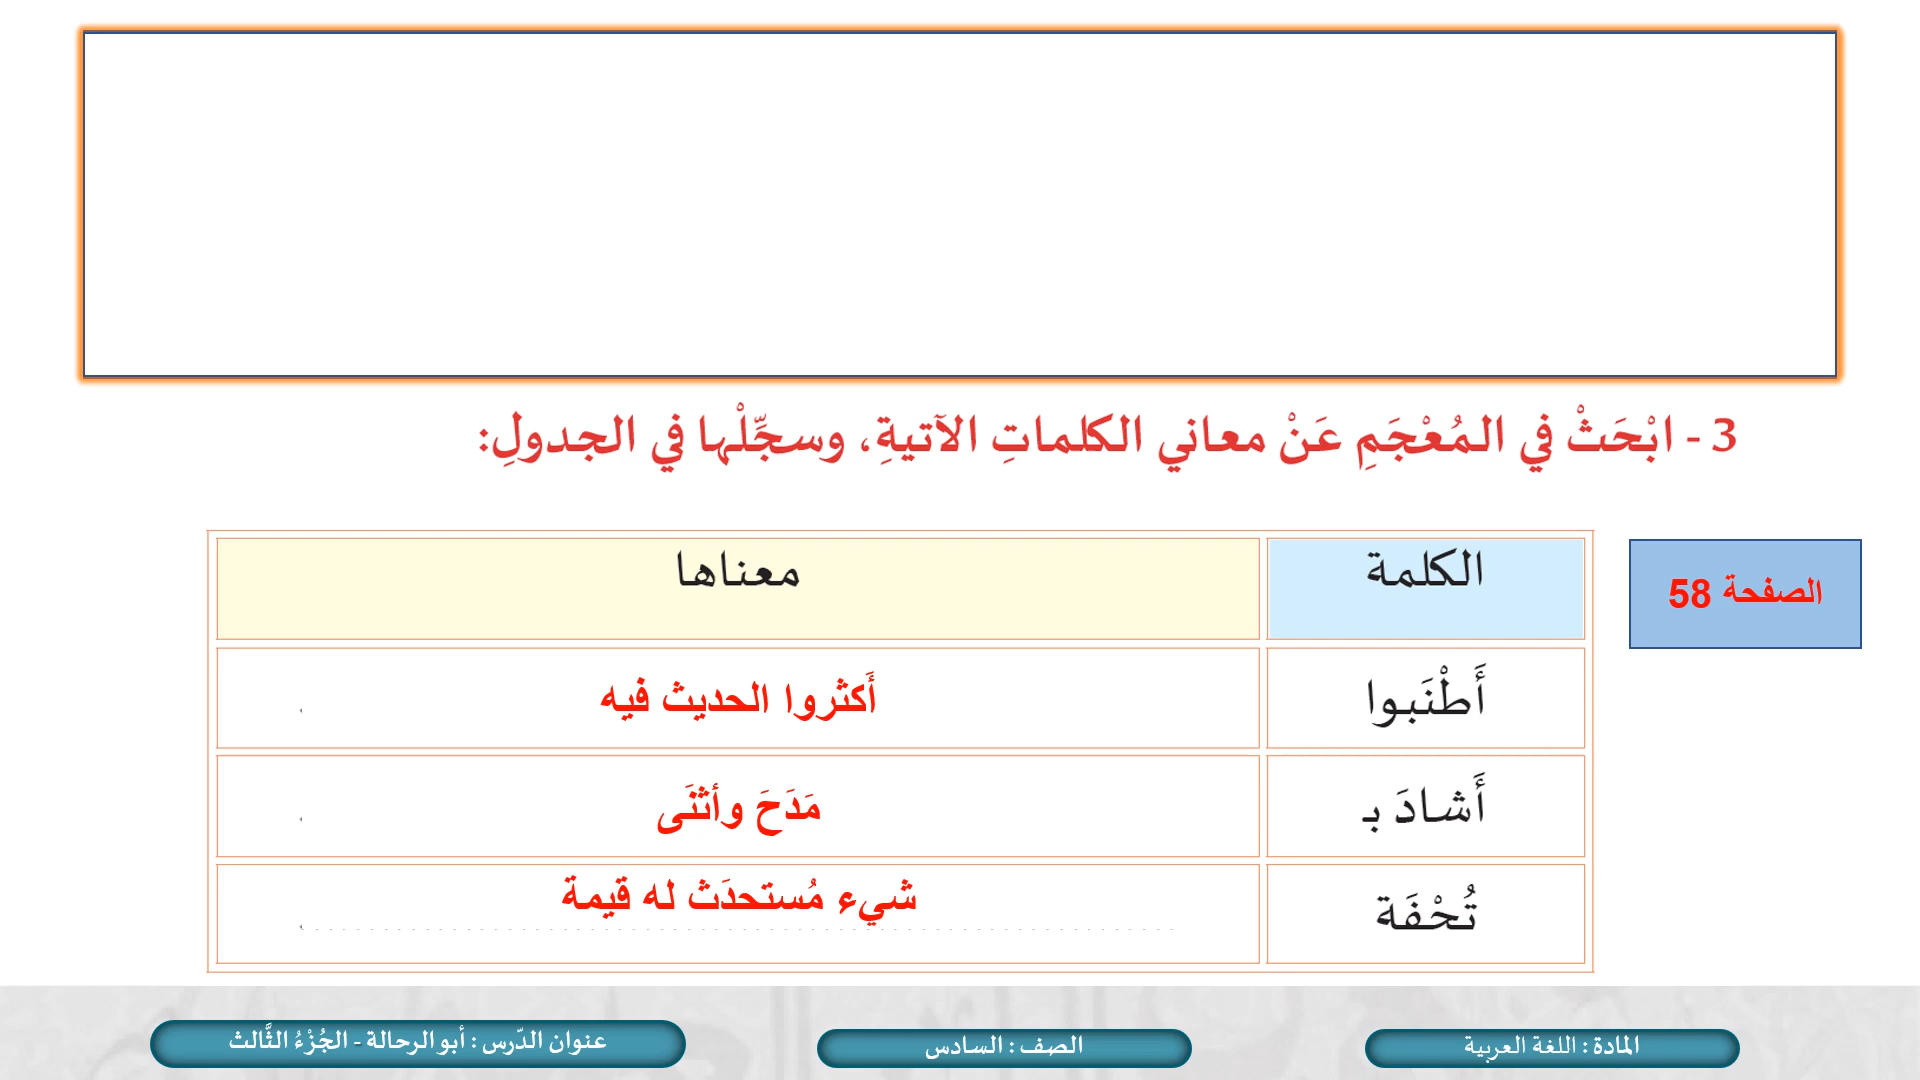 3 - ابْحَثْ في الـمُعْجَمِ عَنْ معاني الكلماتِ الآتيةِ، وسجِّلْها في الجدولِ:
الصفحة 58
الكلمة معناها
أَطْنَبوا أَكثروا الحديث فيه
أَشادَ بـ مَدَحَ وأثنَى
تُحْفَة شيء مُستحدَث له قيمة
المادة : اللغة العربية
الصف : السادس
عنوان الدّرس : أبو الرحالة - الجُزْءُ الثَّالث